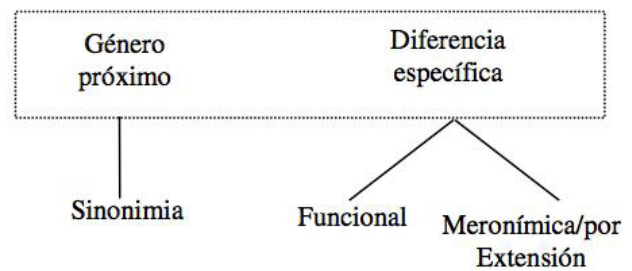 Género
próximo
Diferencia
específica
Sinonimia
Funcional
Meronímica/por
Extensión